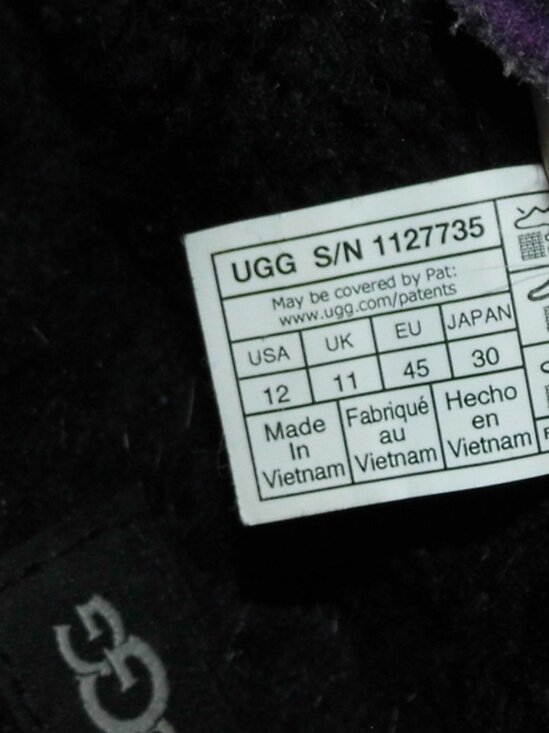 UGG S/N 1127735
May be covered by Pat:
www.ugg.com/patents
USA UK EU JAPAN
12 11 45 30
Made In Vietnam
Fabriqué au Vietnam
Hecho en Vietnam
GG